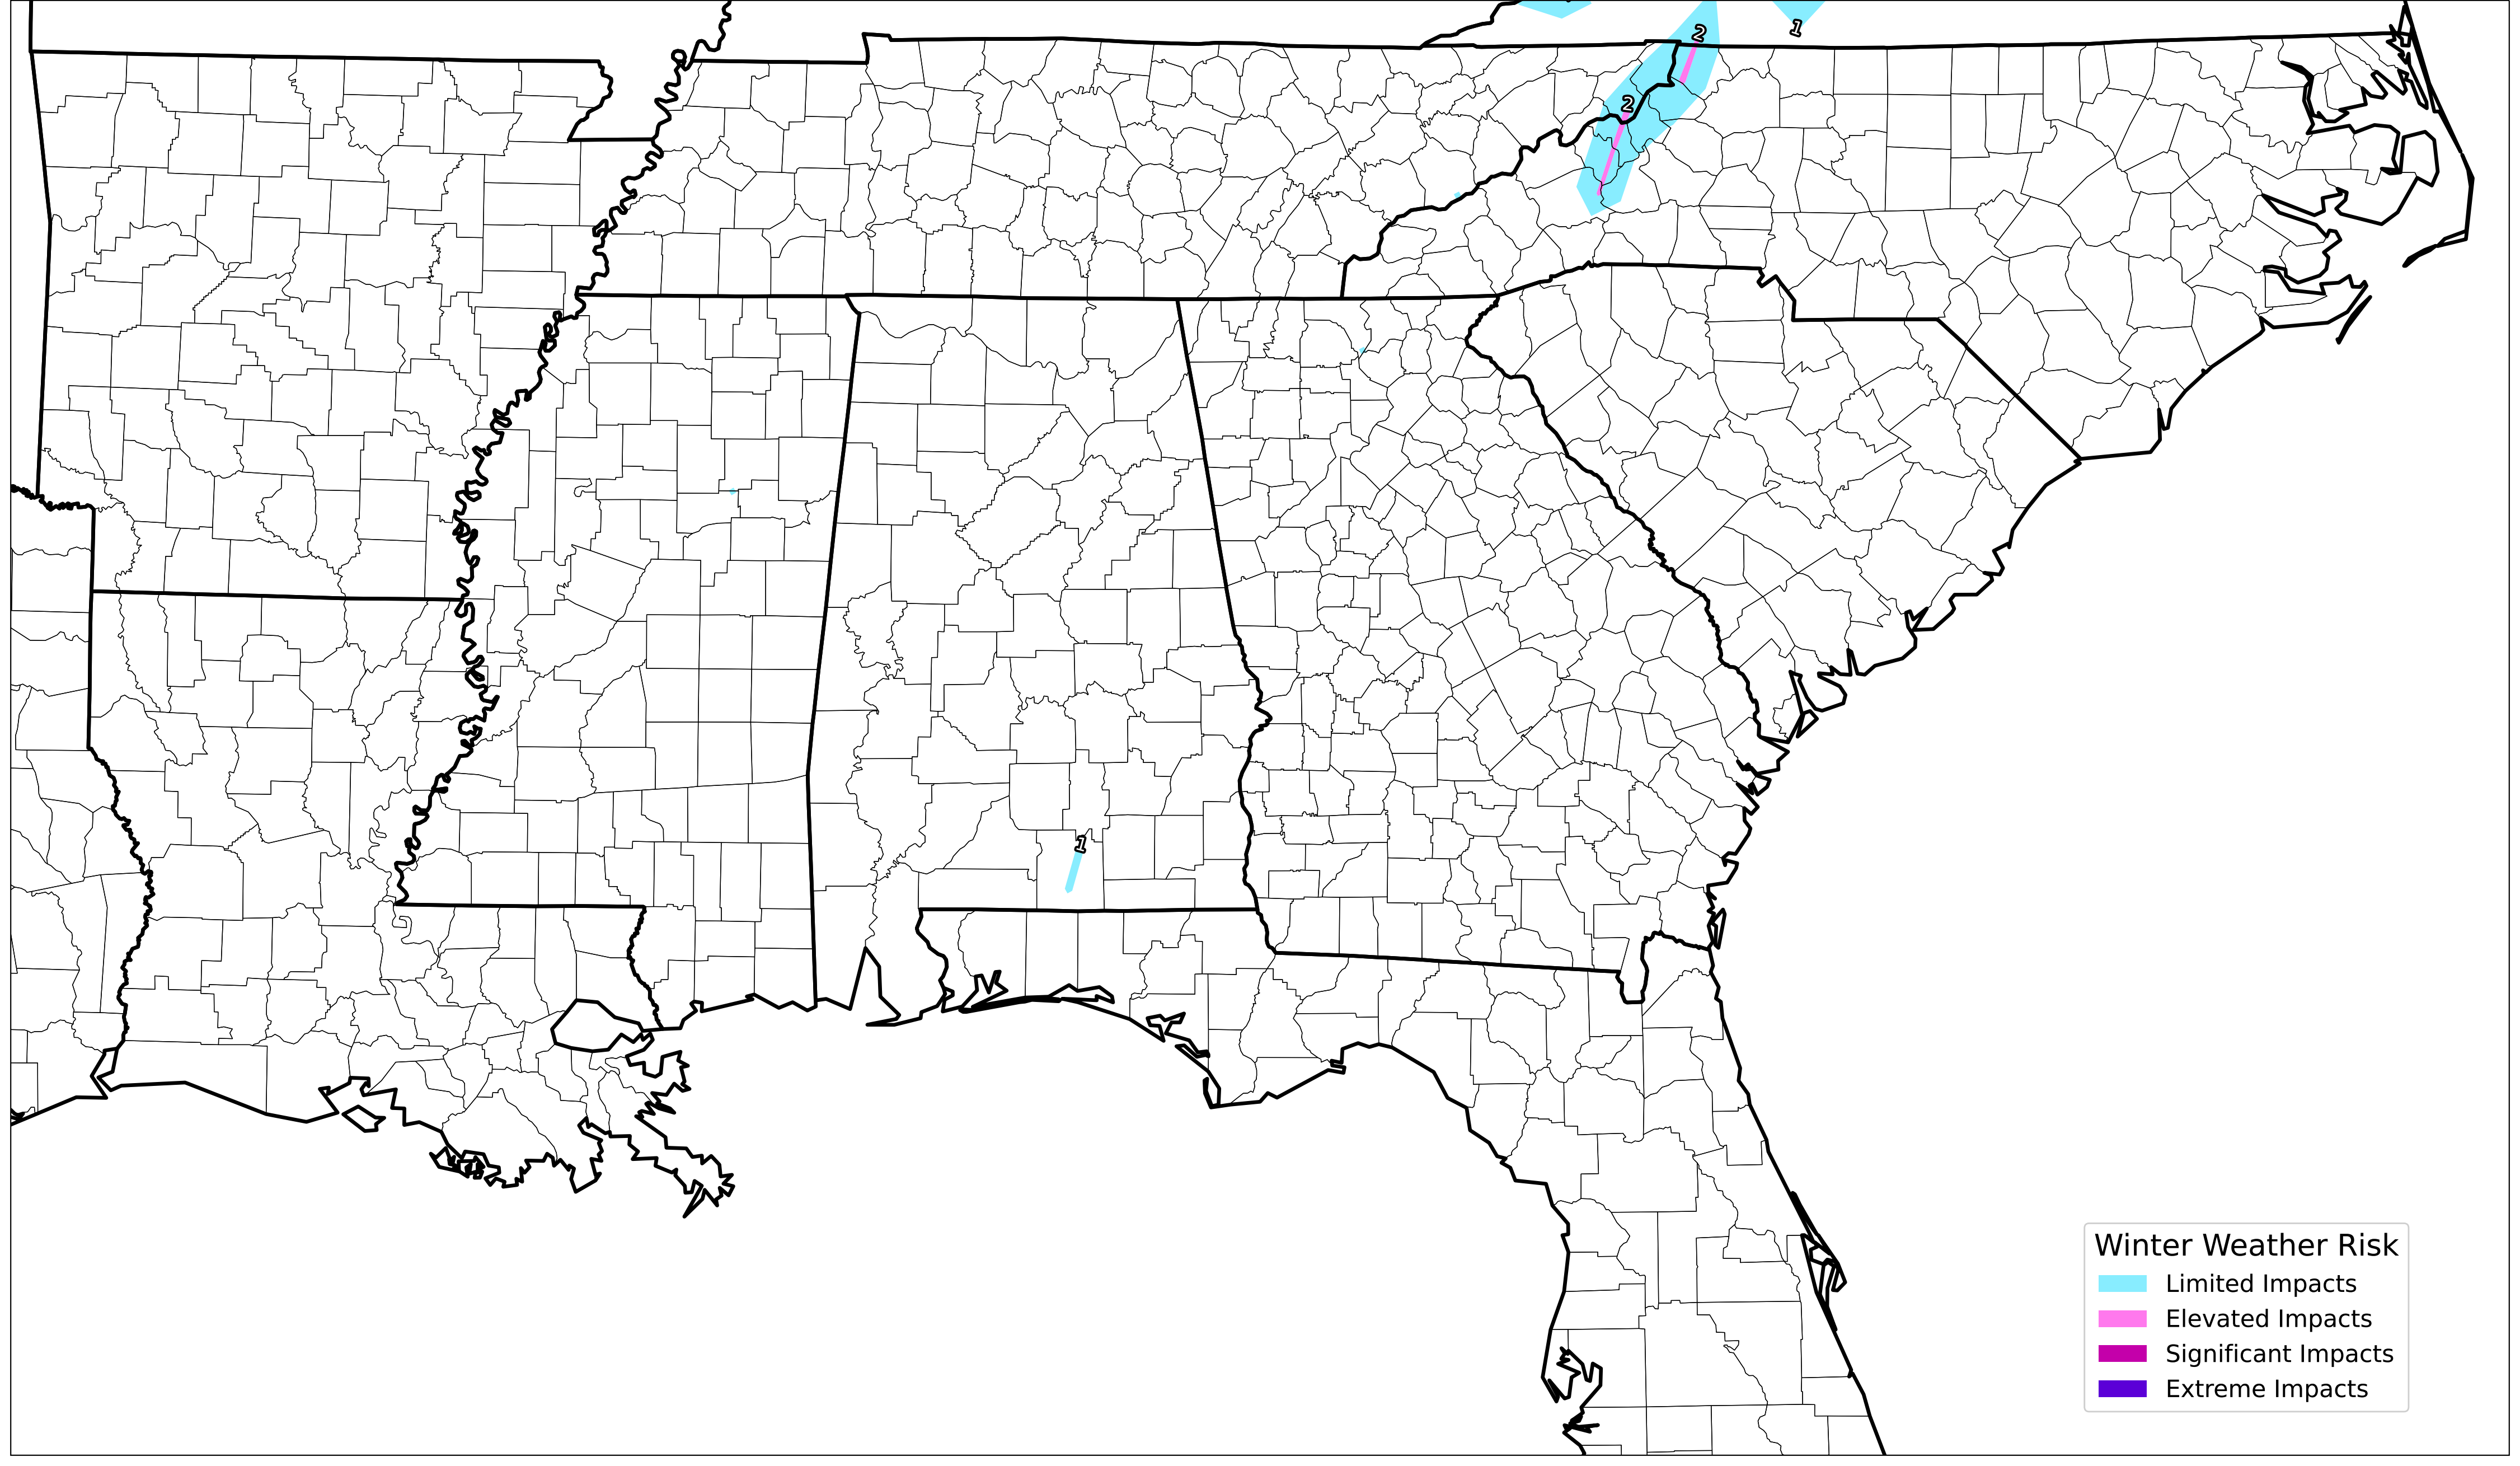 2
1
2
1
Winter Weather Risk
Limited Impacts
Elevated Impacts
Significant Impacts
Extreme Impacts